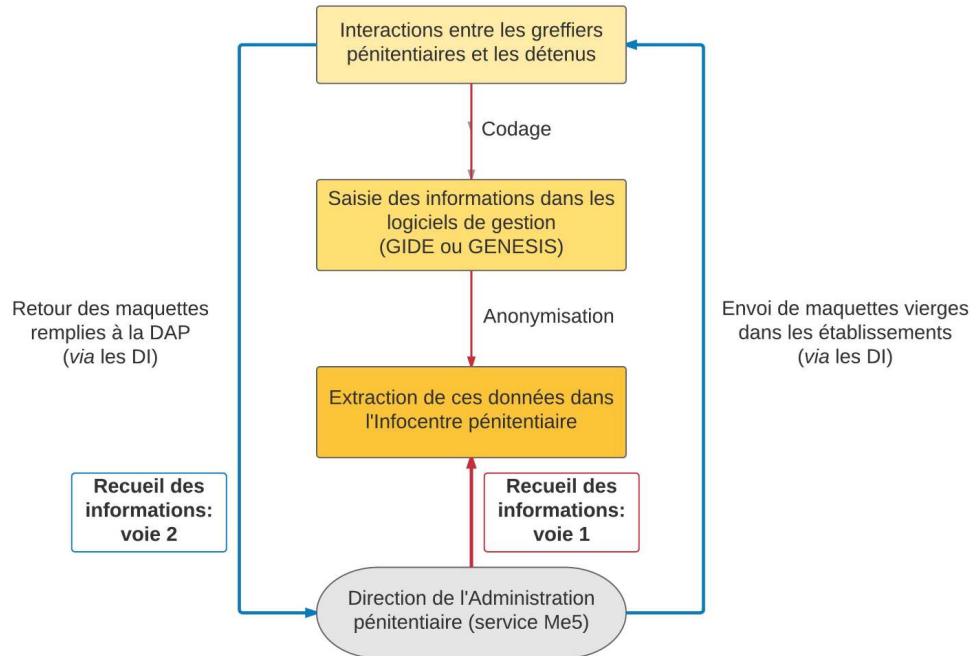 Interactions entre les greffiers
pénitentiaires et les détenus
Codage
Saisie des informations dans les
logiciels de gestion
(GIDE ou GENESIS)
Retour des maquettes
remplies à la DAP
(via les DI)
Anonymisation
Envoi de maquettes vierges
dans les établissements
(via les DI)
Extraction de ces données dans
l'Infocentre pénitentiaire
Recueil des
informations:
voie 2
Recueil des
informations:
voie 1
Direction de l'Administration
pénitentiaire (service Me5)